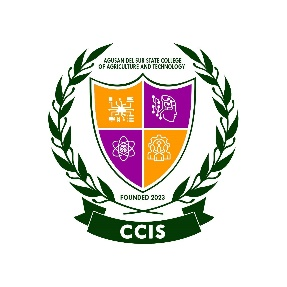 AGUSAN DEL SUR STATE COLLEGE
OF AGRICULTURE AND TECHNOLOGY
FOUNDED 2023
CCIS